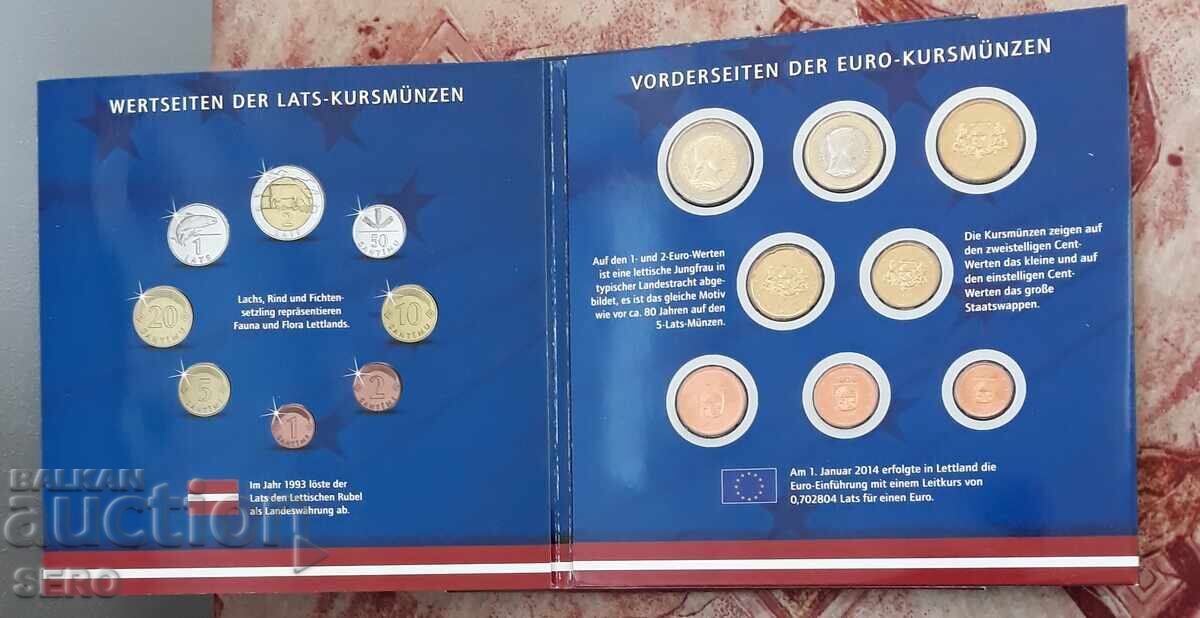 WERTSEITEN DER LATS-KURSMÜNZEN
2
LATI
1
LATS
50
SANTĪMU
20
SANTĪMU
10
SANTĪMU
5
SANTĪMI
2
SANTĪMI
1
SANTĪMS
Lachs, Rind und Fichten-
setzling repräsentieren
Fauna und Flora Lettlands.
Im Jahr 1993 löste der
Lats den Lettischen Rubel
als Landeswährung ab.
VORDERSEITEN DER EURO-KURSMÜNZEN
Auf den 1- und 2-Euro-Werten
ist eine lettische Jungfrau in
typischer Landestracht abge-
bildet, es ist das gleiche Motiv
wie vor ca. 80 Jahren auf den
5-Lats-Münzen.
Die Kursmünzen zeigen auf
den zweistelligen Cent-
Werten das kleine und auf
den einstelligen Cent-
Werten das große
Staatswappen.
Am 1. Januar 2014 erfolgte in Lettland die
Euro-Einführung mit einem Leitkurs von
0,702804 Lats für einen Euro.
BALKAN
auction
SERO